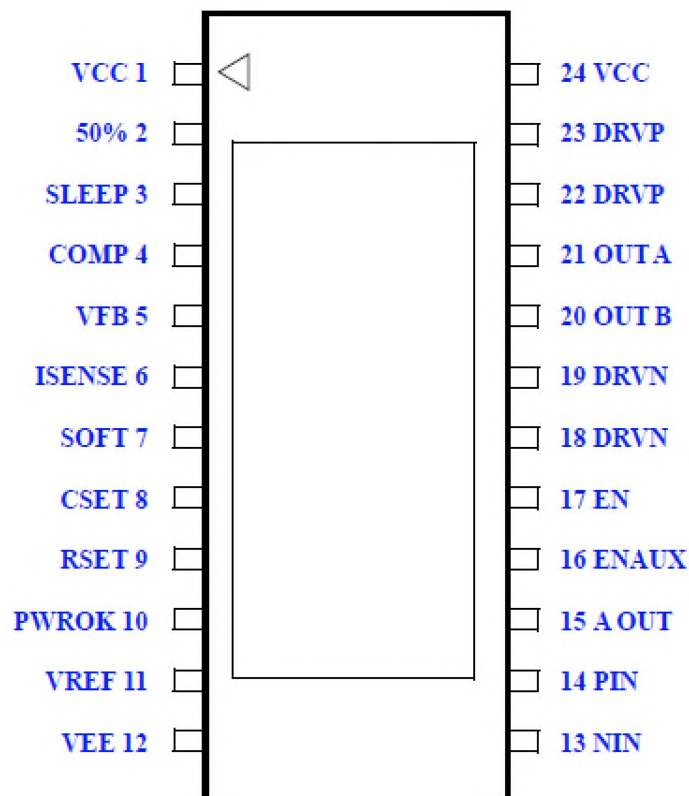 VCC 1
50% 2
SLEEP 3
COMP 4
VFB 5
ISENSE 6
SOFT 7
CSET 8
RSET 9
PWROK 10
VREF 11
VEE 12
24 VCC
23 DRVP
22 DRVP
21 OUT A
20 OUT B
19 DRVN
18 DRVN
17 EN
16 ENAUX
15 A OUT
14 PIN
13 NIN